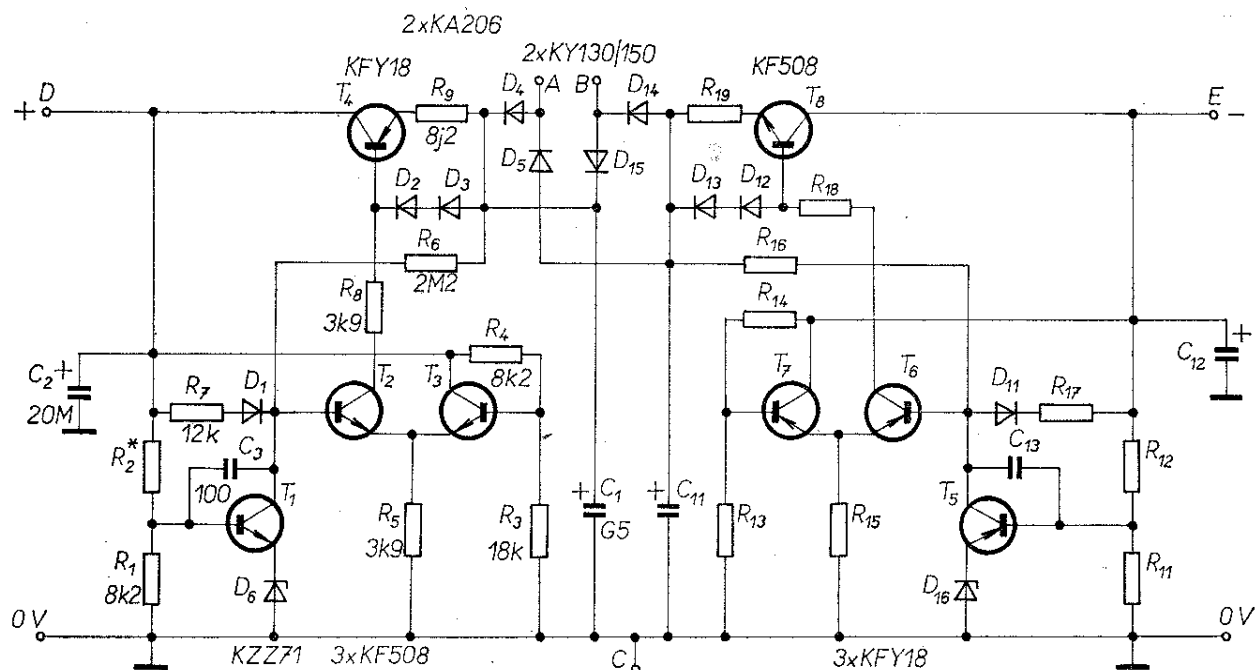 2xKA206
2xKY130/150
KFY18
KF508
+ D
T4
R9
8j2
D4
A
B
D14
R19
T8
E
-
D5
D15
D2
D3
D13
D12
R18
R6
2M2
R16
R8
3k9
R14
R4
8k2
C2 +
20M
R7
12k
D1
T2
T3
T7
T6
D11
R17
C12
+
R2*
C3
100
T1
C13
R12
T5
R5
3k9
R3
18k
+ C1
G5
+ C11
R13
R15
R1
8k2
D6
D16
R11
0V
0V
KZZ71
3xKF508
C
3xKFY18